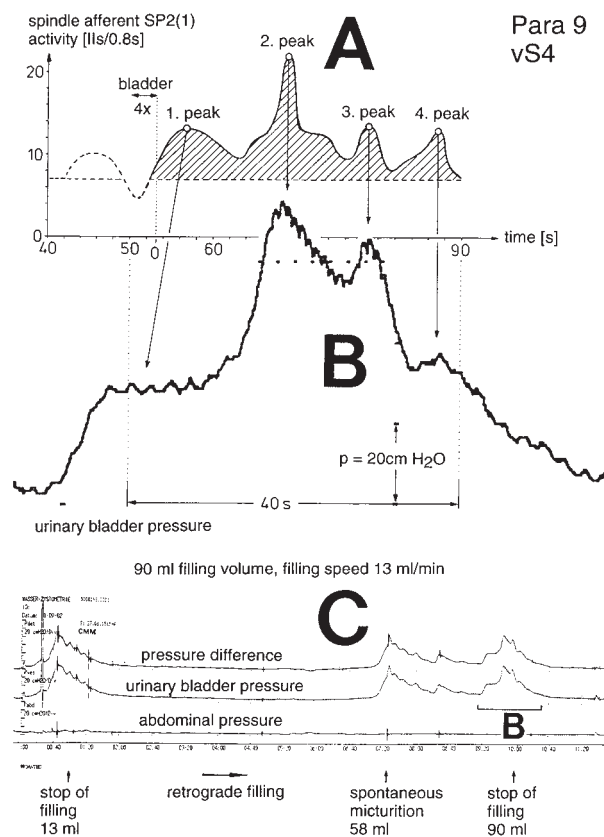 spindle afferent SP2(1)
activity [IIs/0.8s]
A
Para 9
vS4
2. peak
bladder
4x
1. peak
3. peak
4. peak
20
10
0
40
50
0
60
90
time [s]
B
p = 20cm H2O
40 s
urinary bladder pressure
90 ml filling volume, filling speed 13 ml/min
C
CMM
pressure difference
urinary bladder pressure
abdominal pressure
B
stop of
filling
13 ml
retrograde filling
spontaneous
micturition
58 ml
stop of
filling
90 ml